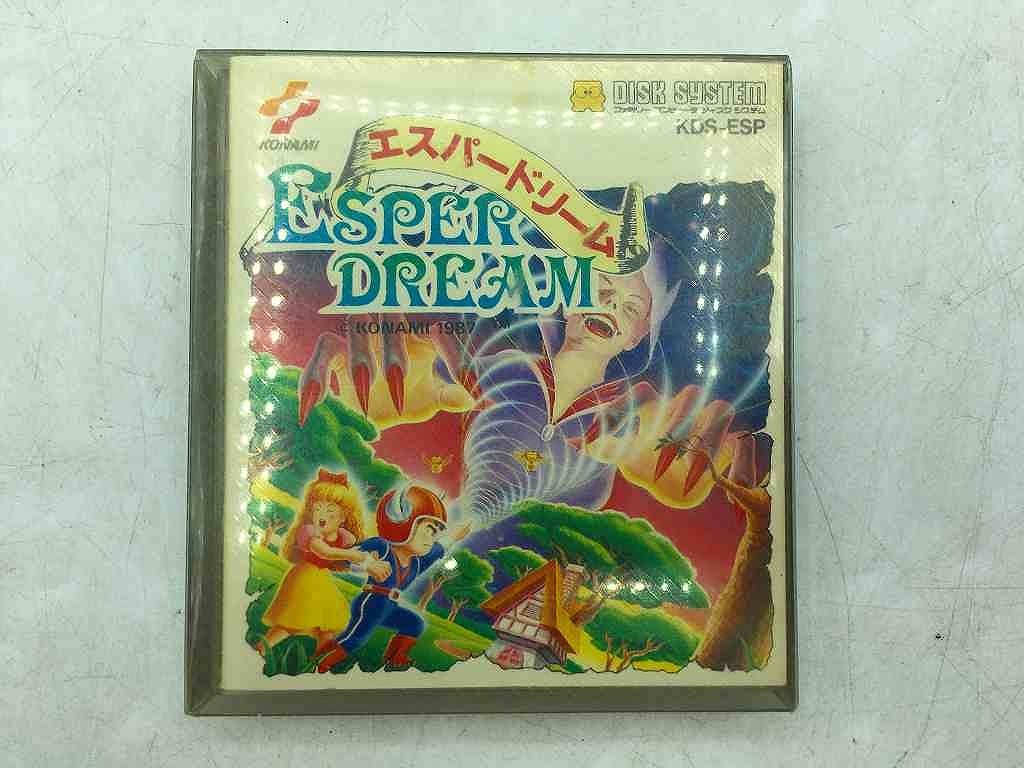 KONAMI
DISK SYSTEM
ファミリーコンピュータ ディスクシステム
KDS-ESP
エスパードリーム
ESPER
DREAM
© KONAMI 1987 TM